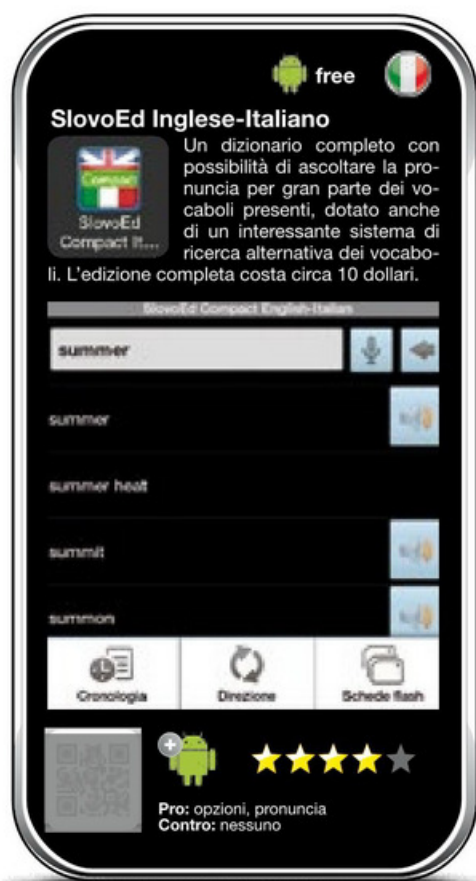 free
SlovoEd Inglese-Italiano
Compact
SlovoEd
Compact It...
Un dizionario completo con
possibilità di ascoltare la pro-
nuncia per gran parte dei vo-
caboli presenti, dotato anche
di un interessante sistema di
ricerca alternativa dei vocabo-
li. L'edizione completa costa circa 10 dollari.
SlovoEd Compact English-Italian
summer
summer
summer heat
summit
summon
Cronologia
Direzione
Schede flash
Pro: opzioni, pronuncia
Contro: nessuno